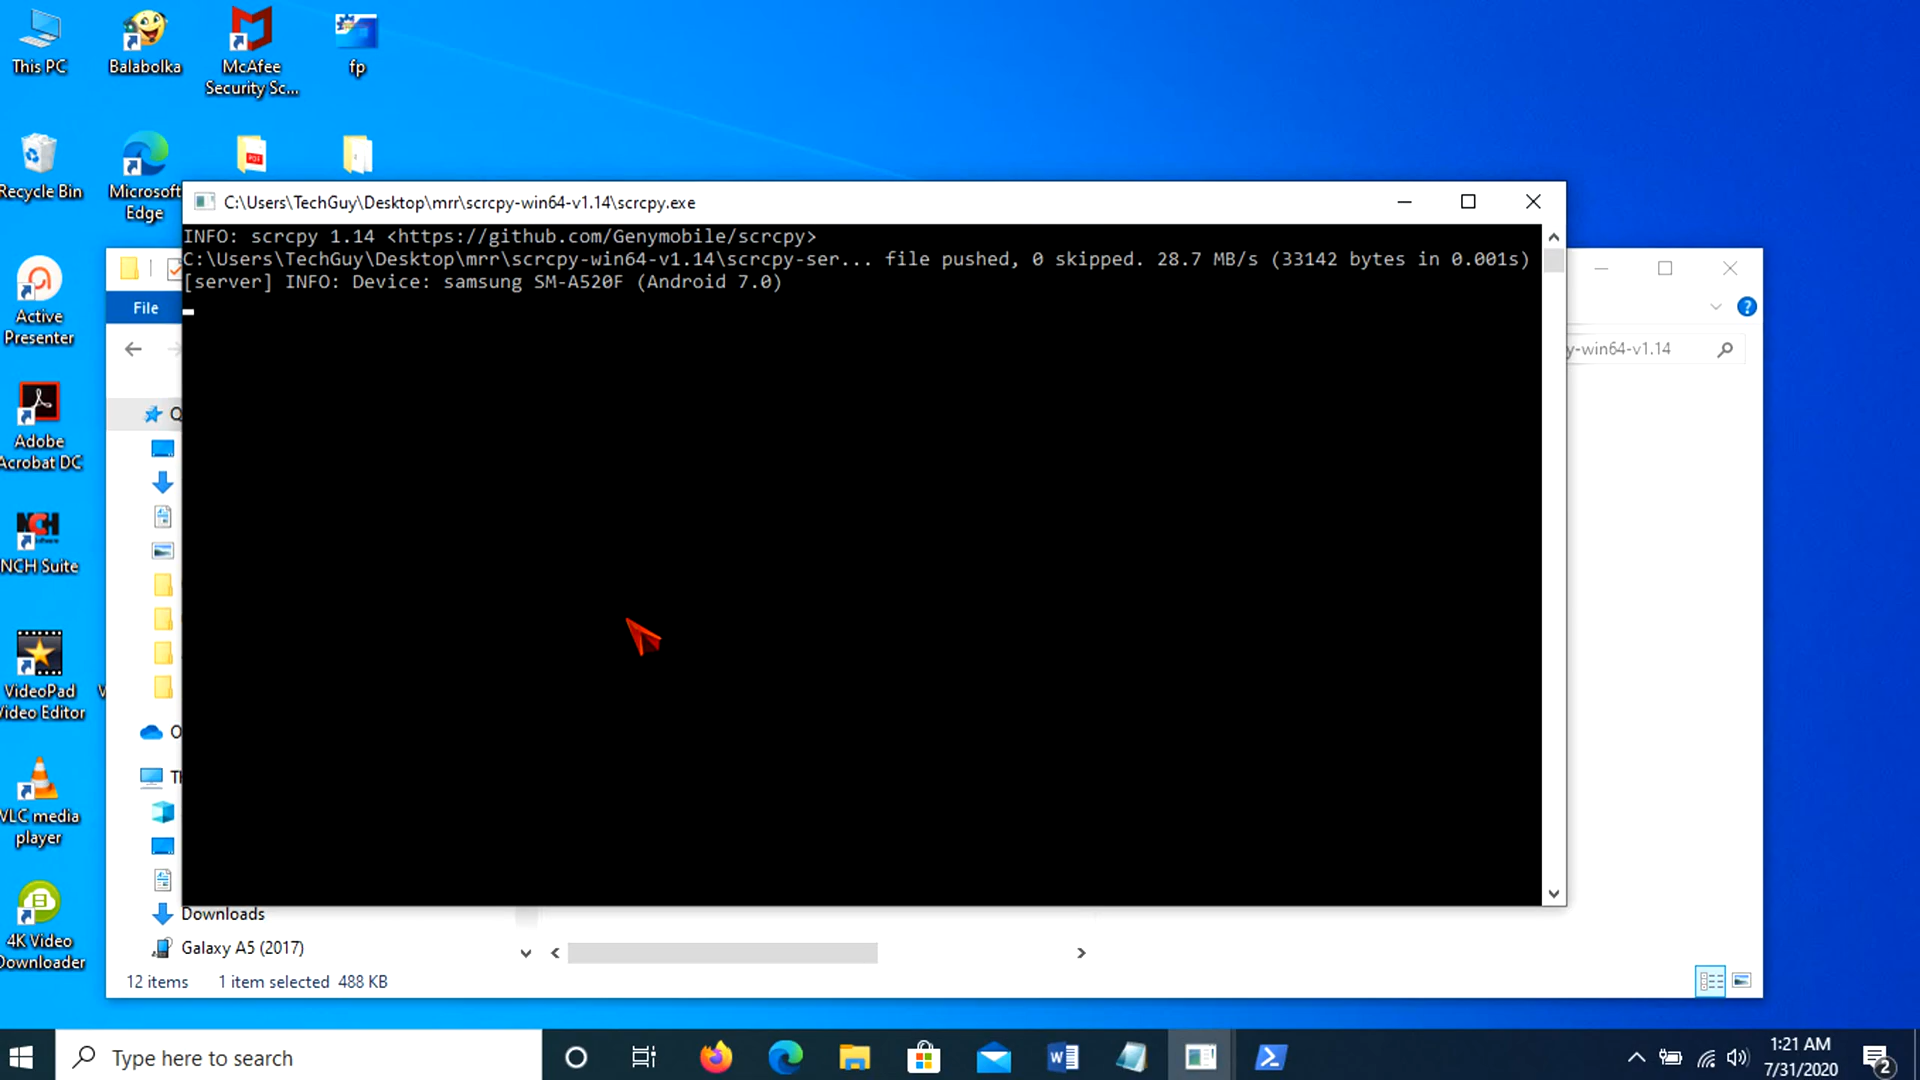 This PC
Balabolka
McAfee
Security Sc...
fp
Recycle Bin
Microsoft
Edge
PDF
C:\Users\TechGuy\Desktop\mrr\scrcpy-win64-v1.14\scrcpy.exe
INFO: scrcpy 1.14 <https://github.com/Genymobile/scrcpy>
C:\Users\TechGuy\Desktop\mrr\scrcpy-win64-v1.14\scrcpy-ser... file pushed, 0 skipped. 28.7 MB/s (33142 bytes in 0.001s)
[server] INFO: Device: samsung SM-A520F (Android 7.0)
File
y-win64-v1.14
Active
Presenter
Adobe
Acrobat DC
NCH
NCH Suite
VideoPad
Video Editor
VLC media
player
4K Video
Downloader
Q
O
Th
Downloads
Galaxy A5 (2017)
12 items 1 item selected 488 KB
Type here to search
1:21 AM
7/31/2020
2